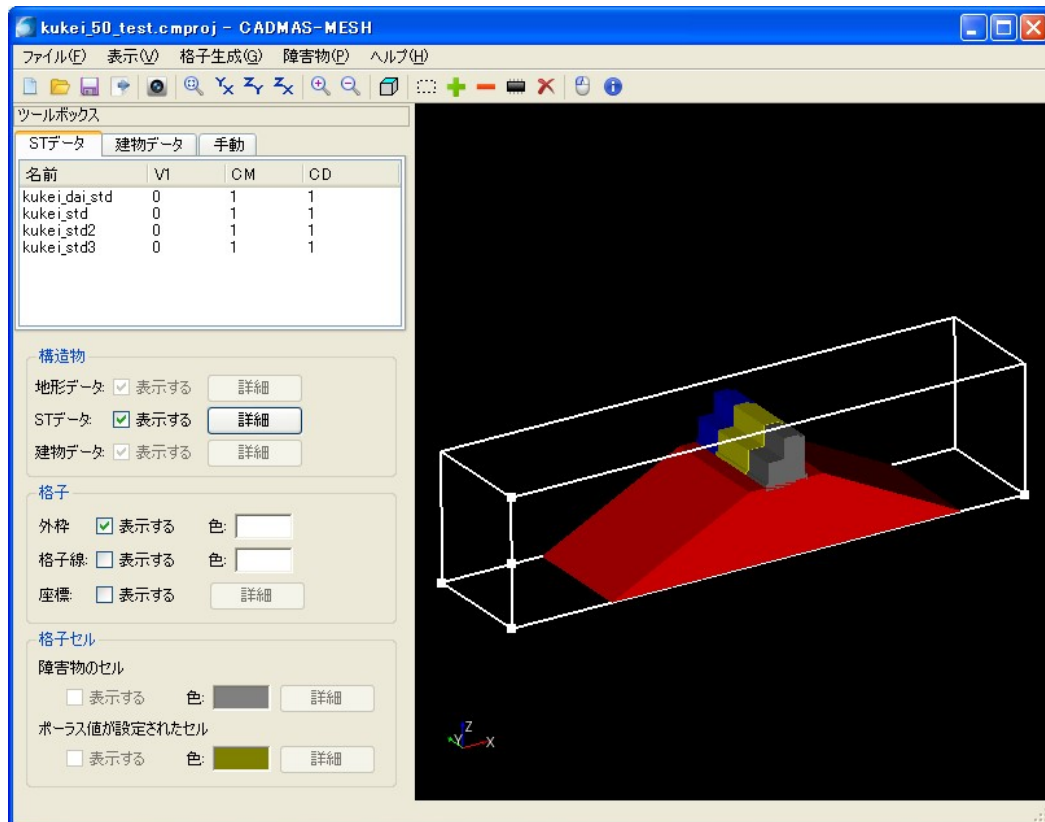 kukei_50_test.cmproj - CADMAS-MESH
ファイル(F) 表示(V) 格子生成(G) 障害物(P) ヘルプ(H)
ツールボックス
STデータ 建物データ 手動
名前 V1 CM CD
kukei_dai_std 0 1 1
kukei_std 0 1 1
kukei_std2 0 1 1
kukei_std3 0 1 1
構造物
地形データ: 表示する 詳細
STデータ: 表示する 詳細
建物データ: 表示する 詳細
格子
外枠 表示する 色:
格子線: 表示する 色:
座標: 表示する 詳細
格子セル
障害物のセル
表示する 色: 詳細
ポーラス値が設定されたセル
表示する 色: 詳細
Z
Y X